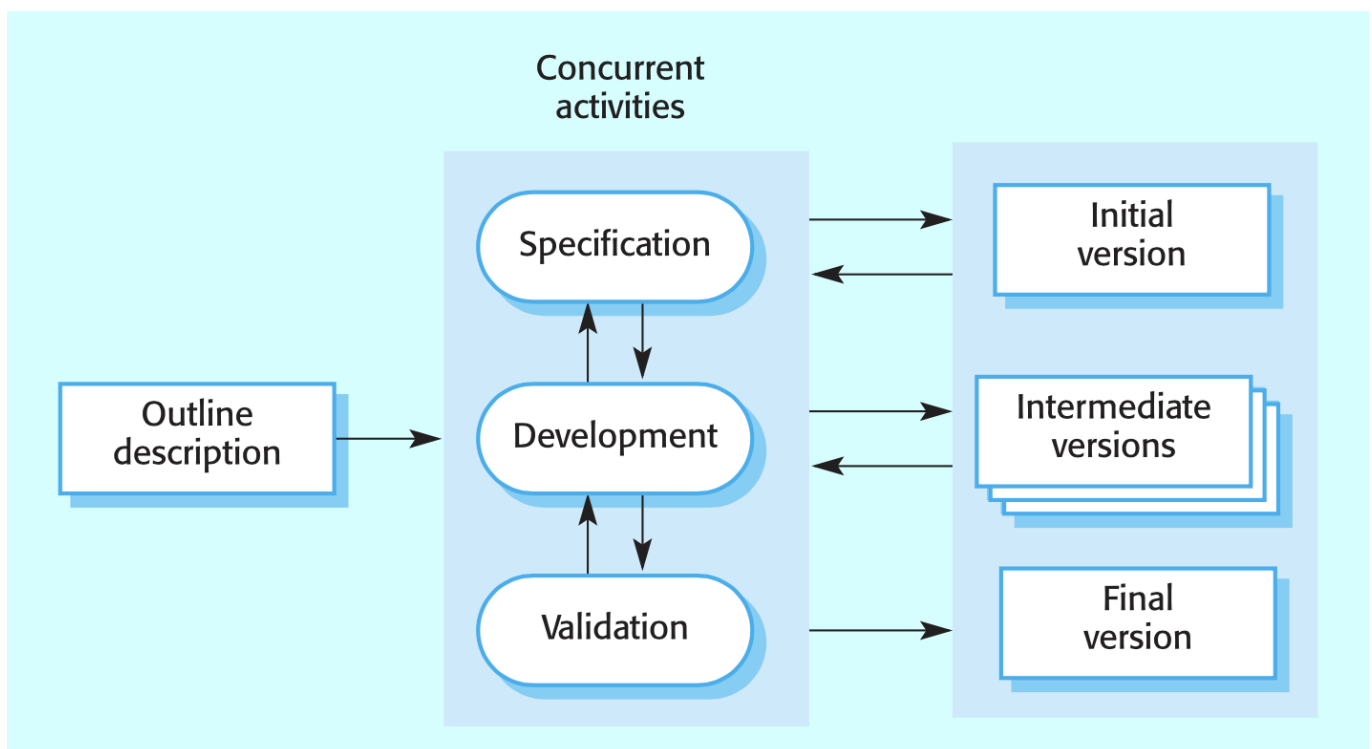 Concurrent
activities
Specification
Initial
version
Outline
description
Development
Intermediate
versions
Validation
Final
version